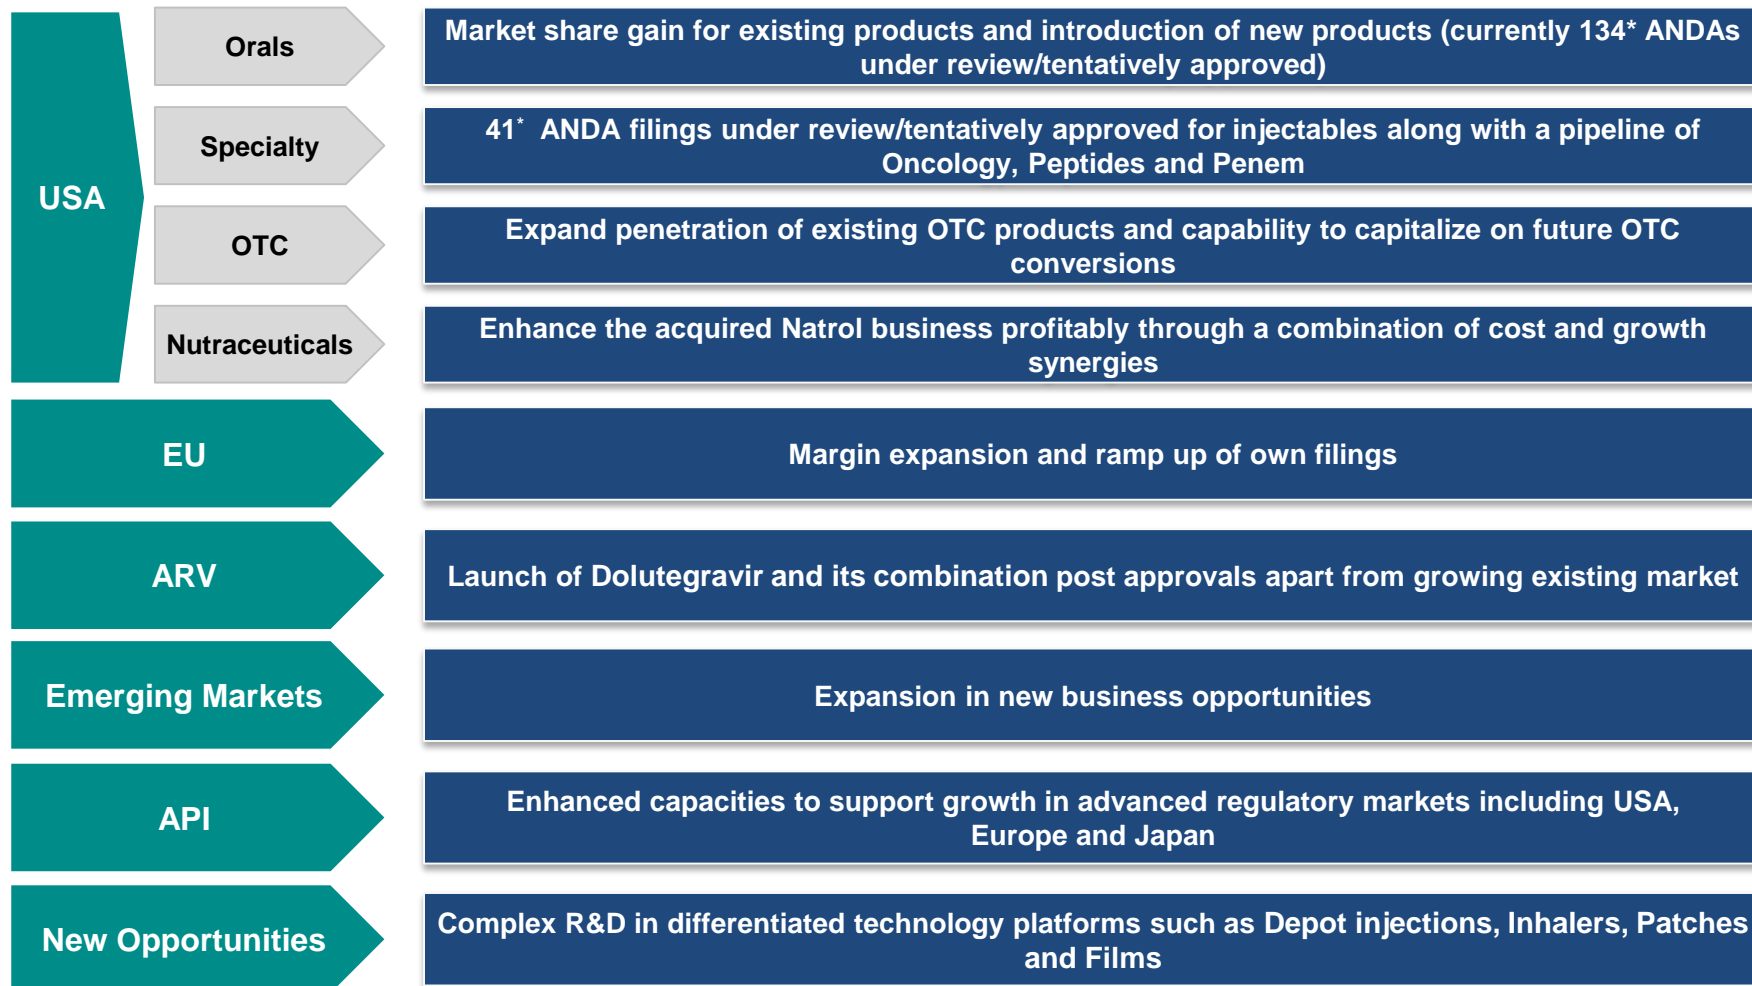 USA
Orals
Market share gain for existing products and introduction of new products (currently 134* ANDAs
under review/tentatively approved)
Specialty
41* ANDA filings under review/tentatively approved for injectables along with a pipeline of
Oncology, Peptides and Penem
OTC
Expand penetration of existing OTC products and capability to capitalize on future OTC
conversions
Nutraceuticals
Enhance the acquired Natrol business profitably through a combination of cost and growth
synergies
EU
Margin expansion and ramp up of own filings
ARV
Launch of Dolutegravir and its combination post approvals apart from growing existing market
Emerging Markets
Expansion in new business opportunities
API
Enhanced capacities to support growth in advanced regulatory markets including USA,
Europe and Japan
New Opportunities
Complex R&D in differentiated technology platforms such as Depot injections, Inhalers, Patches
and Films